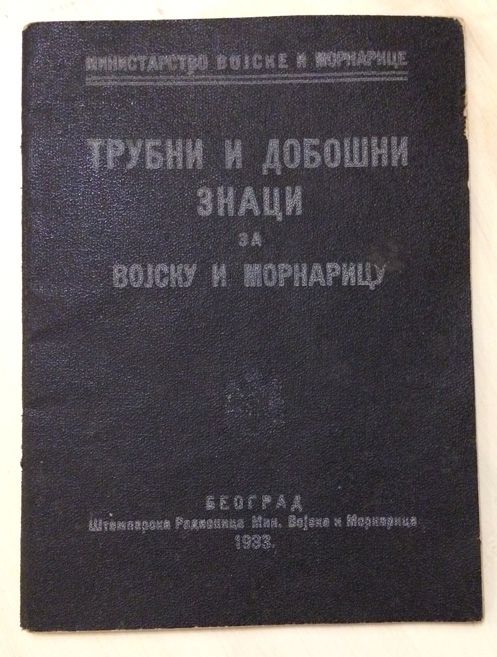 МИНИСТАРСТВО ВОЈСКЕ И МОРНАРИЦЕ
ТРУБНИ И ДОБОШНИ
ЗНАЦИ
ЗА
ВОЈСКУ И МОРНАРИЦУ
БЕОГРАД
Штампарска Радионица Мин. Војске и Морнарице
1933.